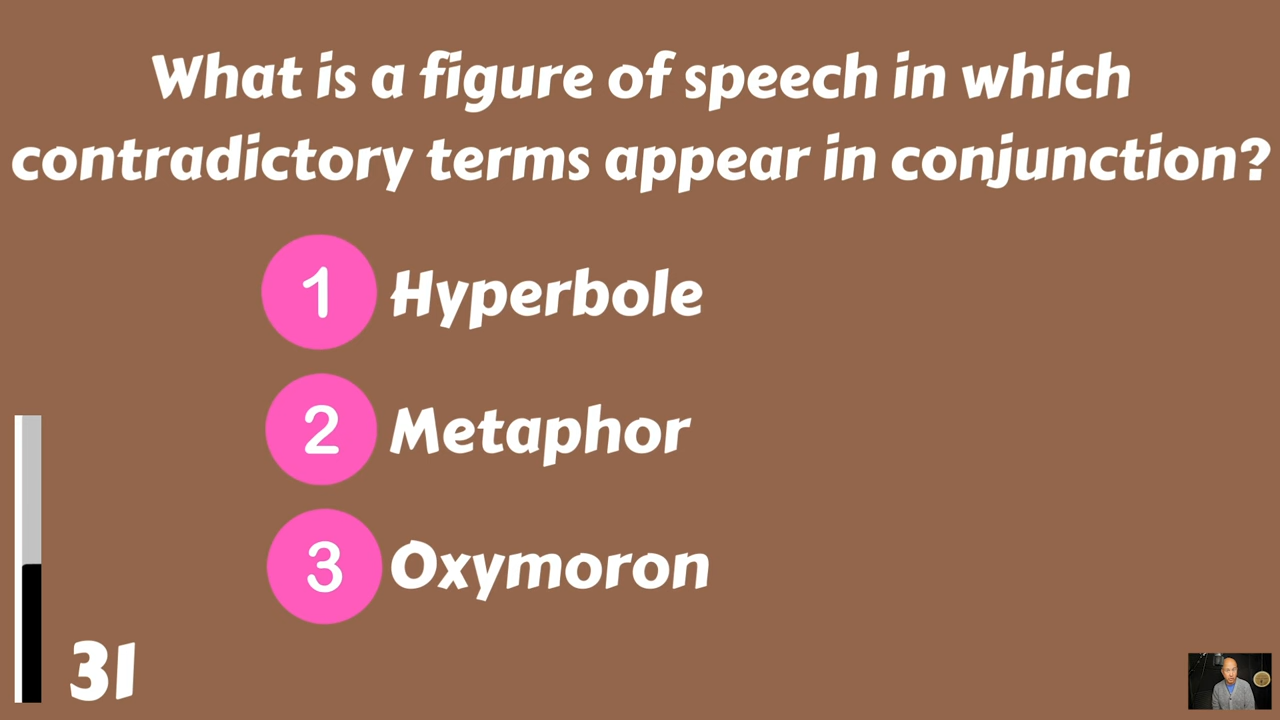 What is a figure of speech in which
contradictory terms appear in conjunction?
1 Hyperbole
2 Metaphor
3 Oxymoron
31